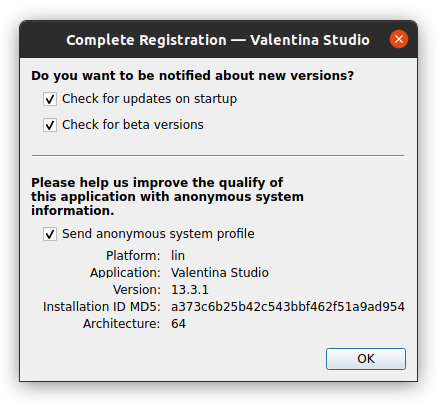 Complete Registration — Valentina Studio
Do you want to be notified about new versions?
Check for updates on startup
Check for beta versions
Please help us improve the qualify of
this application with anonymous system
information.
Send anonymous system profile
Platform: lin
Application: Valentina Studio
Version: 13.3.1
Installation ID MD5: a373c6b25b42c543bbf462f51a9ad954
Architecture: 64
OK